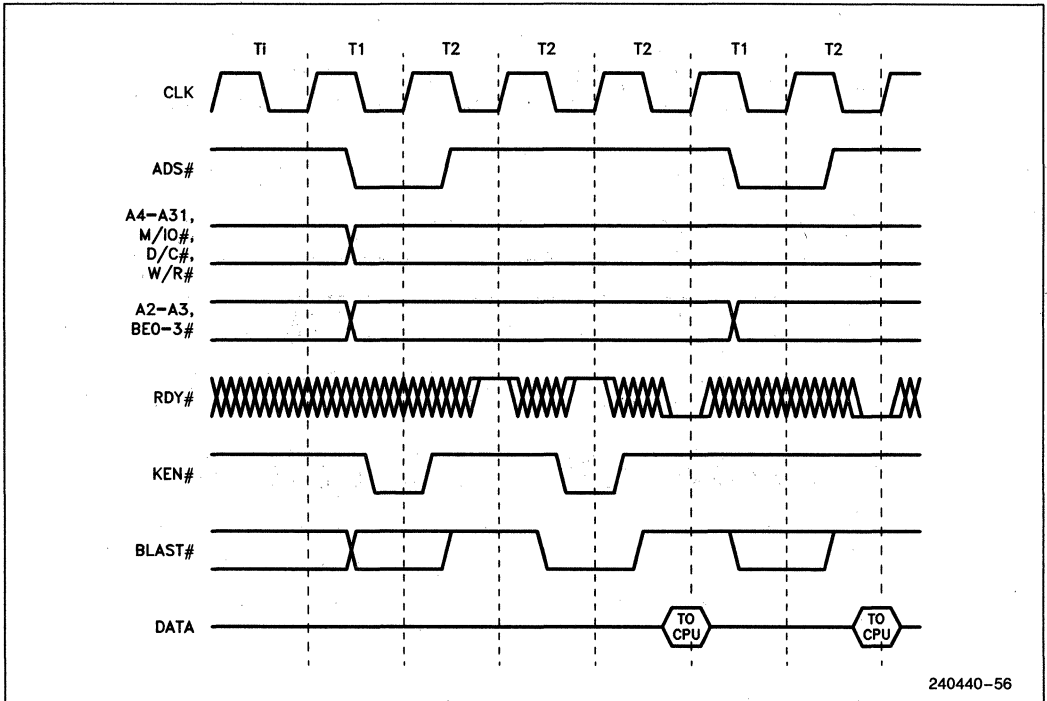 Ti T1 T2 T2 T2 T1 T2
CLK
ADS#
A4-A31,
M/IO#,
D/C#,
W/R#
A2-A3,
BE0-3#
RDY#
KEN#
BLAST#
DATA
TO
CPU
TO
CPU
240440-56